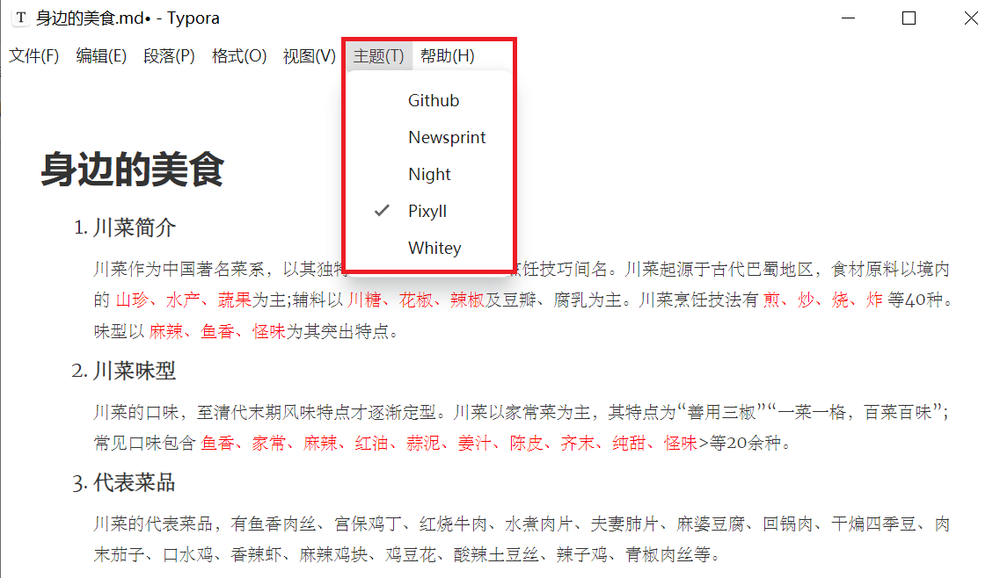 T 身边的美食.md• - Typora
文件(F) 编辑(E) 段落(P) 格式(O) 视图(V) 主题(T) 帮助(H)
Github
Newsprint
Night
Pixyll
Whitey
身边的美食
1. 川菜简介
川菜作为中国著名菜系，以其独特 烹饪技巧间名。川菜起源于古代巴蜀地区，食材原料以境内
的 山珍、水产、蔬果为主;辅料以 川糖、花椒、辣椒及豆瓣、腐乳为主。川菜烹饪技法有 煎、炒、烧、炸 等40种。
味型以 麻辣、鱼香、怪味为其突出特点。
2. 川菜味型
川菜的口味，至清代末期风味特点才逐渐定型。川菜以家常菜为主，其特点为“善用三椒”“一菜一格，百菜百味”;
常见口味包含 鱼香、家常、麻辣、红油、蒜泥、姜汁、陈皮、齐末、纯甜、怪味>等20余种。
3. 代表菜品
川菜的代表菜品，有鱼香肉丝、宫保鸡丁、红烧牛肉、水煮肉片、夫妻肺片、麻婆豆腐、回锅肉、干煸四季豆、肉
末茄子、口水鸡、香辣虾、麻辣鸡块、鸡豆花、酸辣土豆丝、辣子鸡、青椒肉丝等。